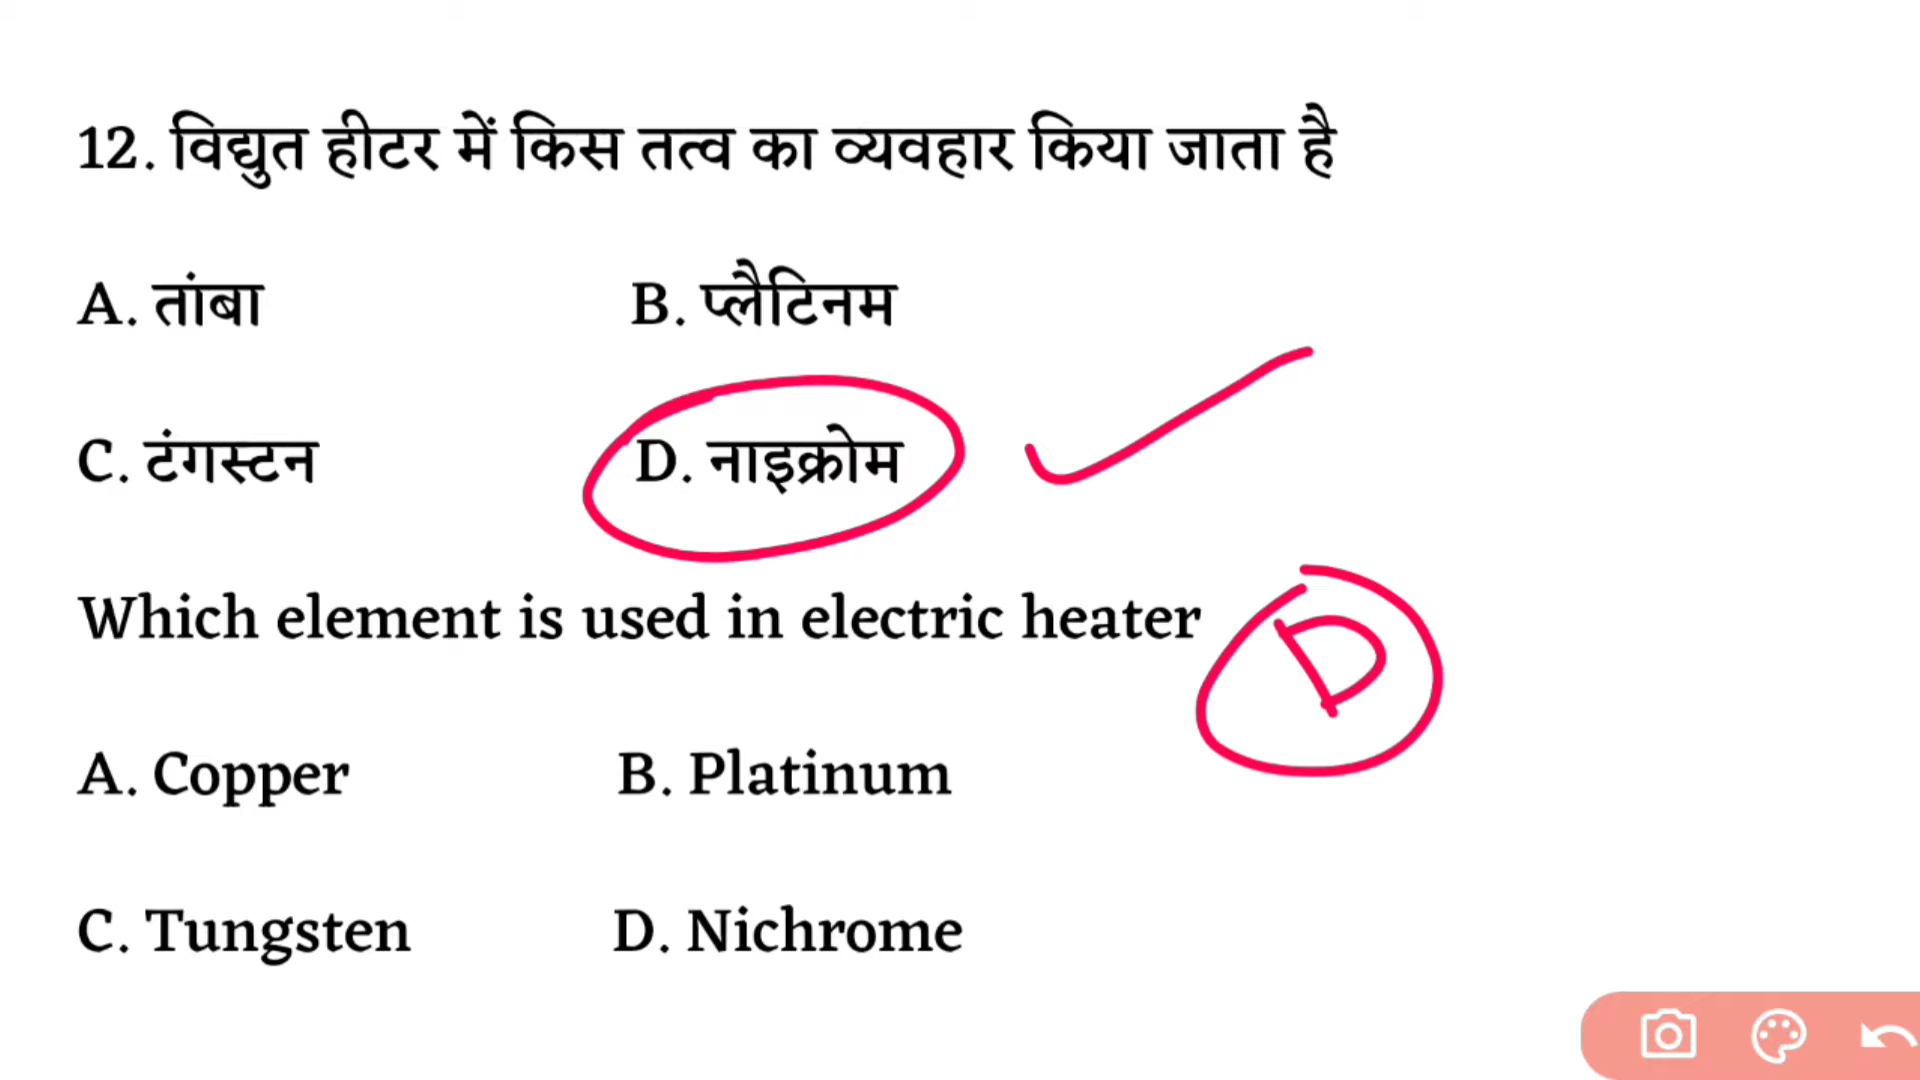 12. विद्युत हीटर में किस तत्व का व्यवहार किया जाता है
A. तांबा B. प्लैटिनम
C. टंगस्टन D. नाइक्रोम
Which element is used in electric heater D
A. Copper B. Platinum
C. Tungsten D. Nichrome